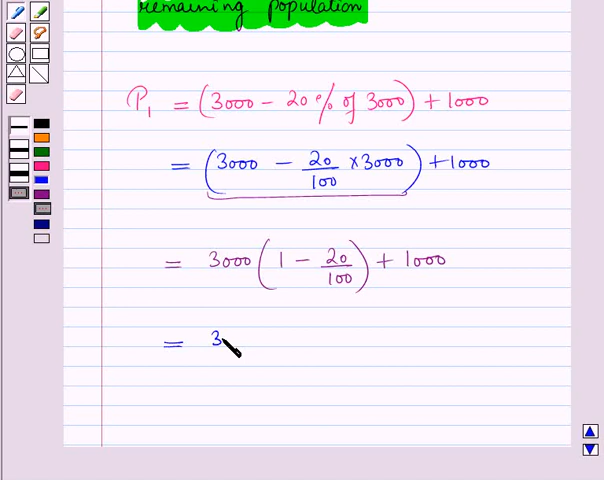 remaining population
P₁ = (3000 - 20% of 3000) + 1000
= (3000 - 20/100 × 3000) + 1000
= 3000 (1 - 20/100) + 1000
= 3